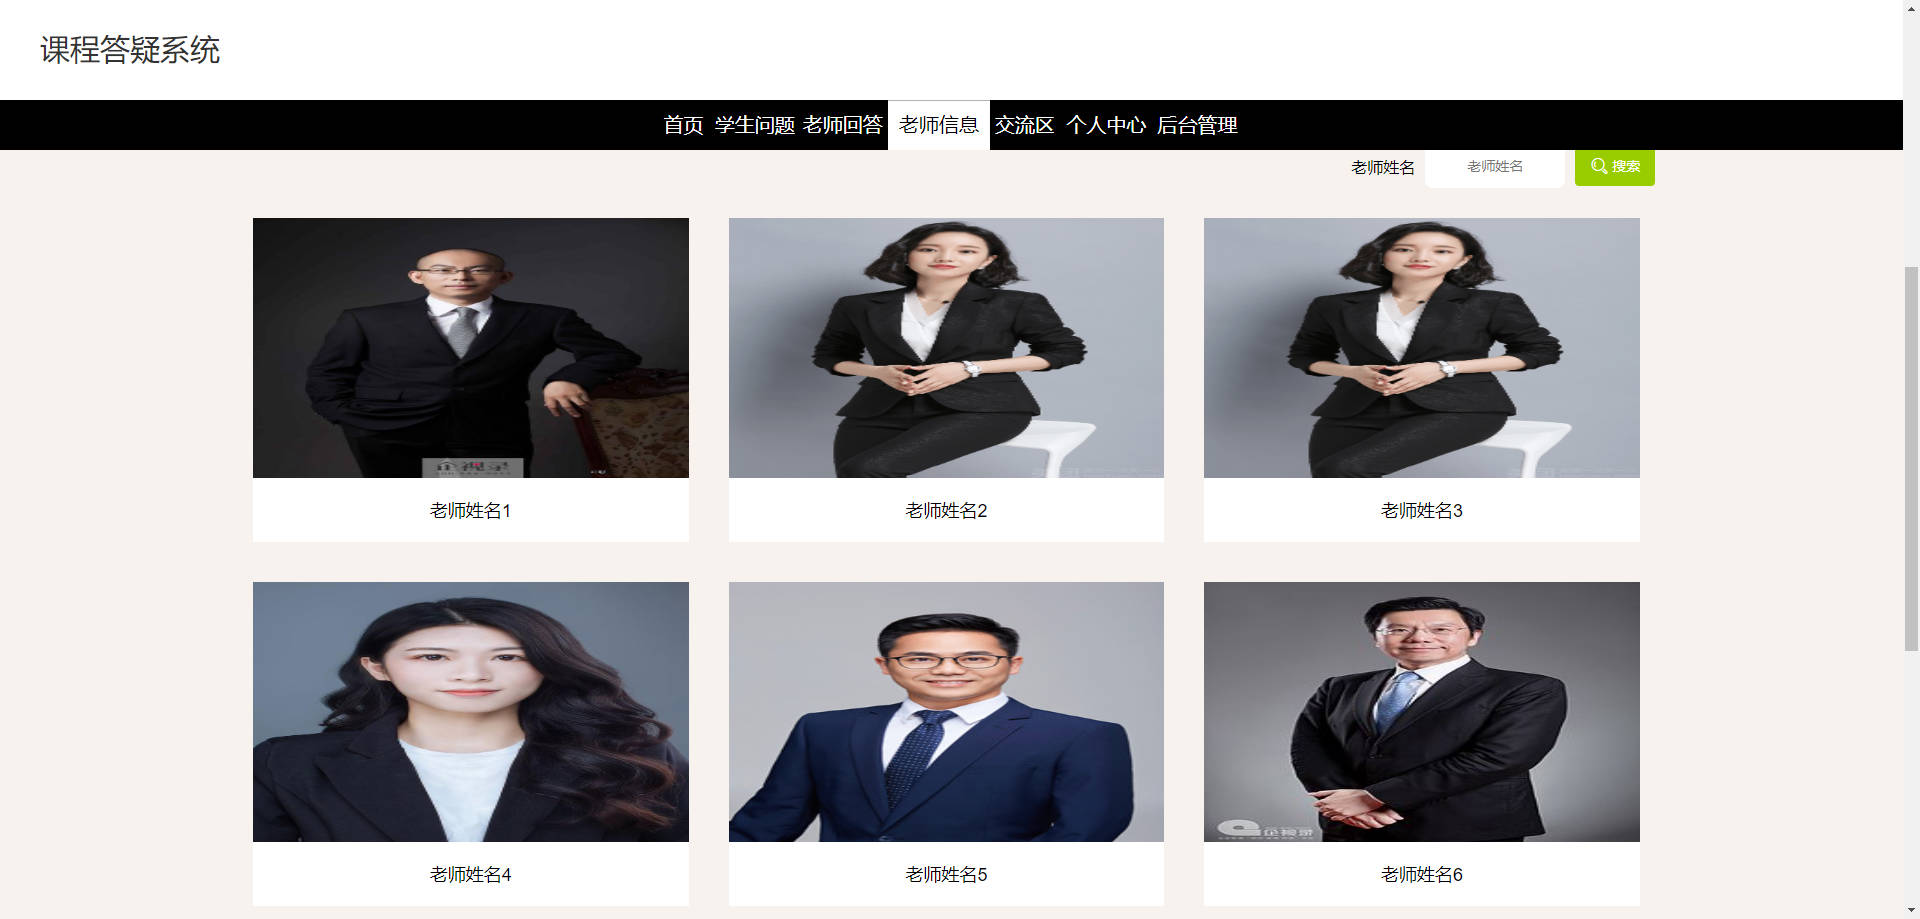 课程答疑系统
首页 学生问题 老师回答 老师信息 交流区 个人中心 后台管理
老师姓名 老师姓名 搜索
老师姓名1 老师姓名2 老师姓名3
企视录
老师姓名4 老师姓名5 老师姓名6